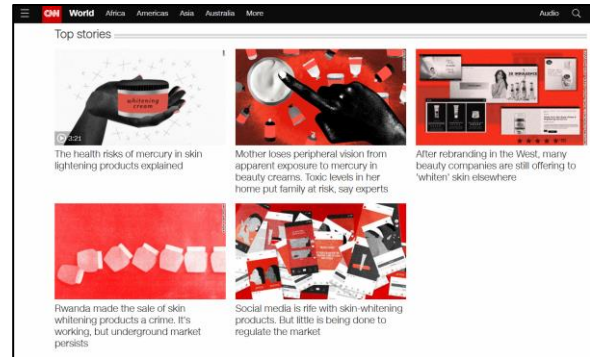 CNN World Africa Americas Asia Australia More Audio
Top stories
whitening
cream
3:21
The health risks of mercury in skin
lightening products explained
Mother loses peripheral vision from
apparent exposure to mercury in
beauty creams. Toxic levels in her
home put family at risk, say experts
After rebranding in the West, many
beauty companies are still offering to
'whiten' skin elsewhere
Rwanda made the sale of skin
whitening products a crime. It's
working, but underground market
persists
Social media is rife with skin-whitening
products. But little is being done to
regulate the market